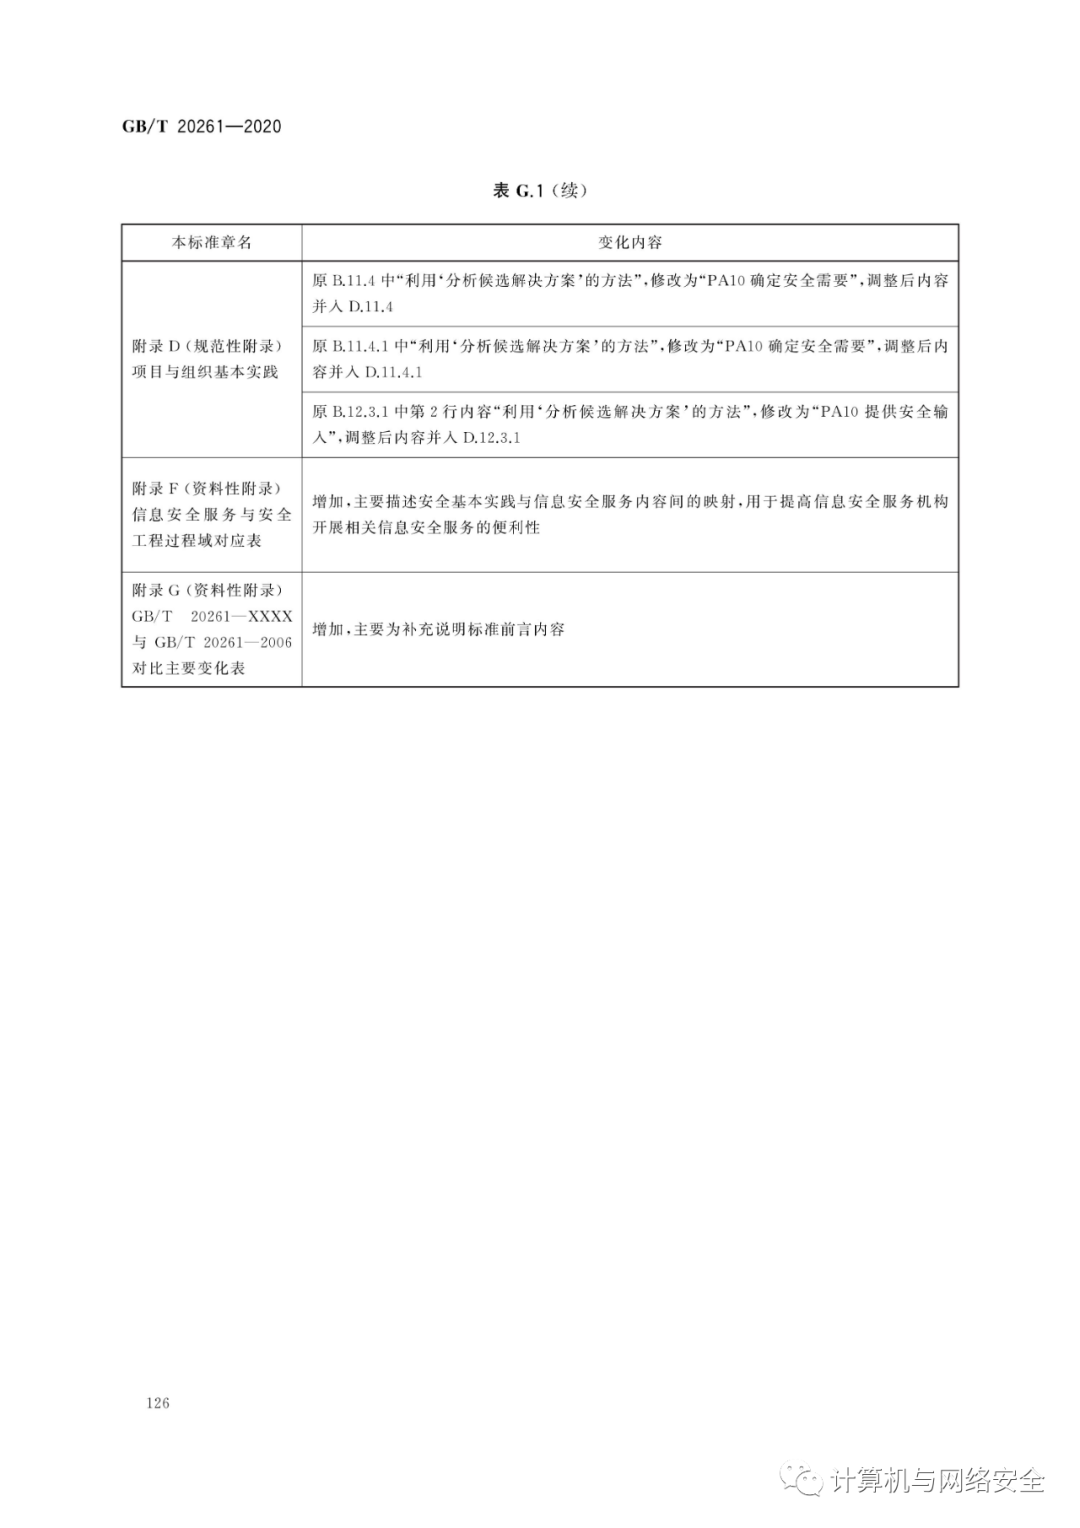 GB/T 20261—2020
表 G.1（续）
本标准章名
变化内容
附录 D（规范性附录）
项目与组织基本实践
原 B.11.4 中“利用‘分析候选解决方案’的方法”，修改为“PA10 确定安全需要”，调整后内容
并入 D.11.4
原 B.11.4.1 中“利用‘分析候选解决方案’的方法”，修改为“PA10 确定安全需要”，调整后内
容并入 D.11.4.1
原 B.12.3.1 中第 2 行内容“利用‘分析候选解决方案’的方法”，修改为“PA10 提供安全输
入”，调整后内容并入 D.12.3.1
附录 F（资料性附录）
信息安全服务与安全
工程过程域对应表
增加，主要描述安全基本实践与信息安全服务内容间的映射，用于提高信息安全服务机构
开展相关信息安全服务的便利性
附录 G（资料性附录）
GB/T 20261—XXXX
与 GB/T 20261—2006
对比主要变化表
增加，主要为补充说明标准前言内容
126
计算机与网络安全